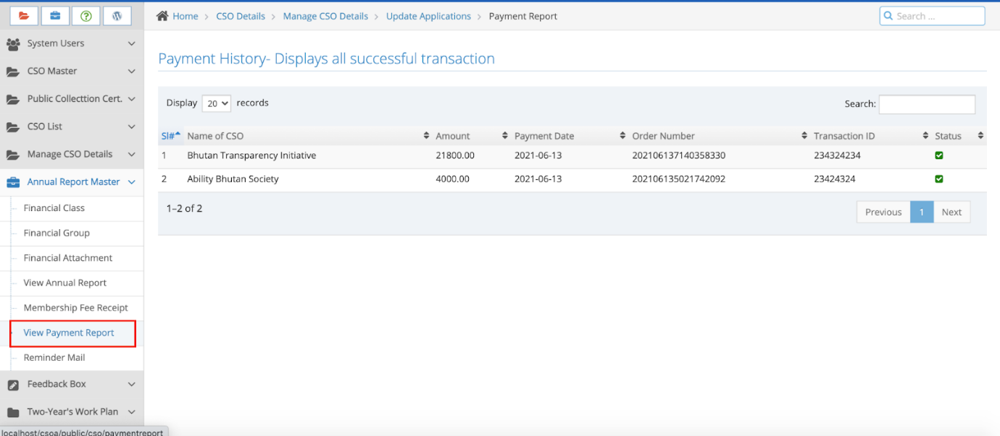 Home > CSO Details > Manage CSO Details > Update Applications > Payment Report
Search ...
System Users
CSO Master
Public Collecttion Cert.
CSO List
Manage CSO Details
Annual Report Master
Financial Class
Financial Group
Financial Attachment
View Annual Report
Membership Fee Receipt
View Payment Report
Reminder Mail
Feedback Box
Two-Year's Work Plan
localhost/csoa/public/cso/paymentreport
Payment History- Displays all successful transaction
Display 20 records
Search:
Sl# Name of CSO Amount Payment Date Order Number Transaction ID Status
1 Bhutan Transparency Initiative 21800.00 2021-06-13 202106137140358330 234324234
2 Ability Bhutan Society 4000.00 2021-06-13 202106135021742092 23424324
1–2 of 2
Previous 1 Next